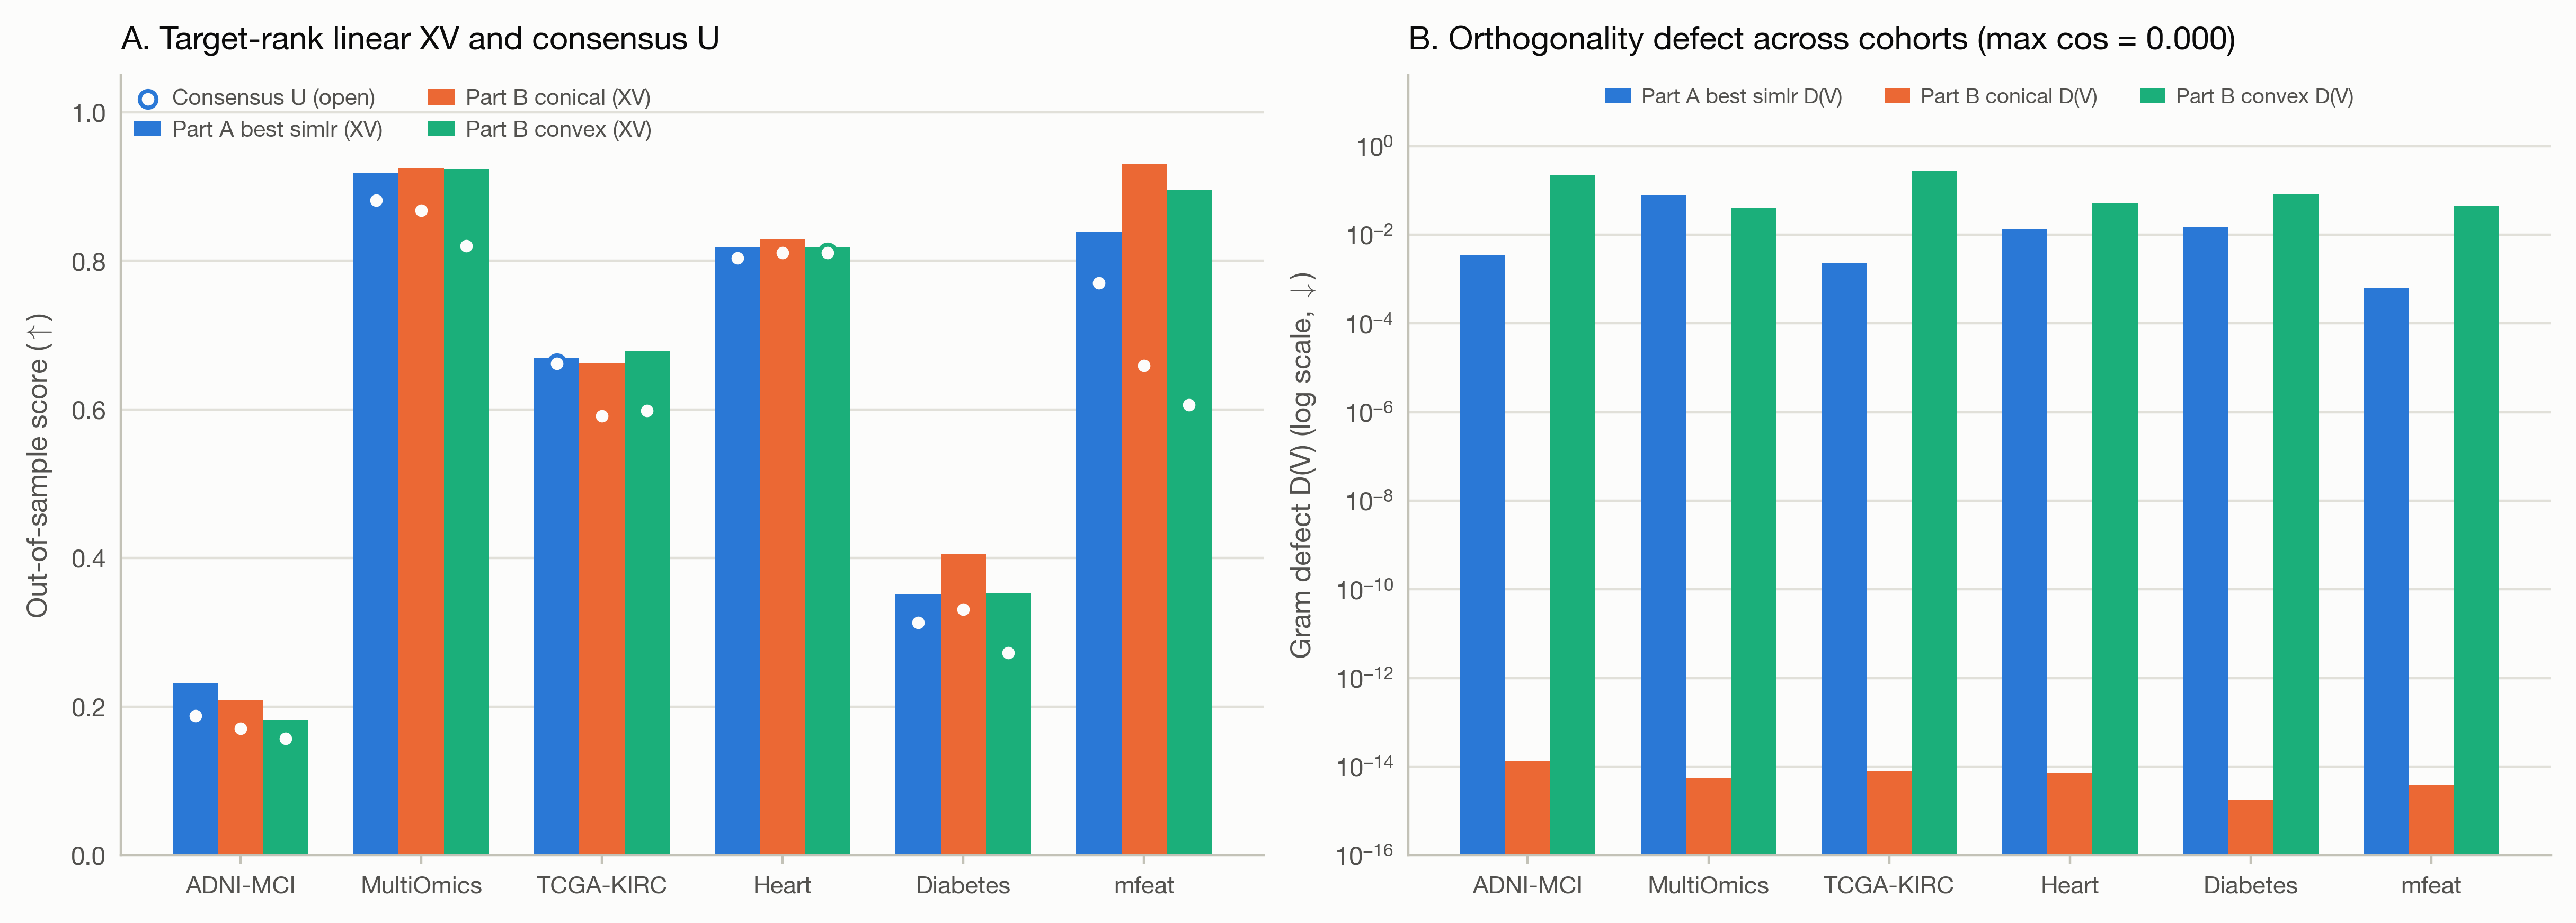 A. Target-rank linear XV and consensus U
Consensus U (open)
Part A best simlr (XV)
Part B conical (XV)
Part B convex (XV)
Out-of-sample score (↑)
1.0
0.8
0.6
0.4
0.2
0.0
ADNI-MCI
MultiOmics
TCGA-KIRC
Heart
Diabetes
mfeat
B. Orthogonality defect across cohorts (max cos = 0.000)
Part A best simlr D(V)
Part B conical D(V)
Part B convex D(V)
Gram defect D(V) (log scale, ↓)
10⁰
10⁻²
10⁻⁴
10⁻⁶
10⁻⁸
10⁻¹⁰
10⁻¹²
10⁻¹⁴
10⁻¹⁶
ADNI-MCI
MultiOmics
TCGA-KIRC
Heart
Diabetes
mfeat